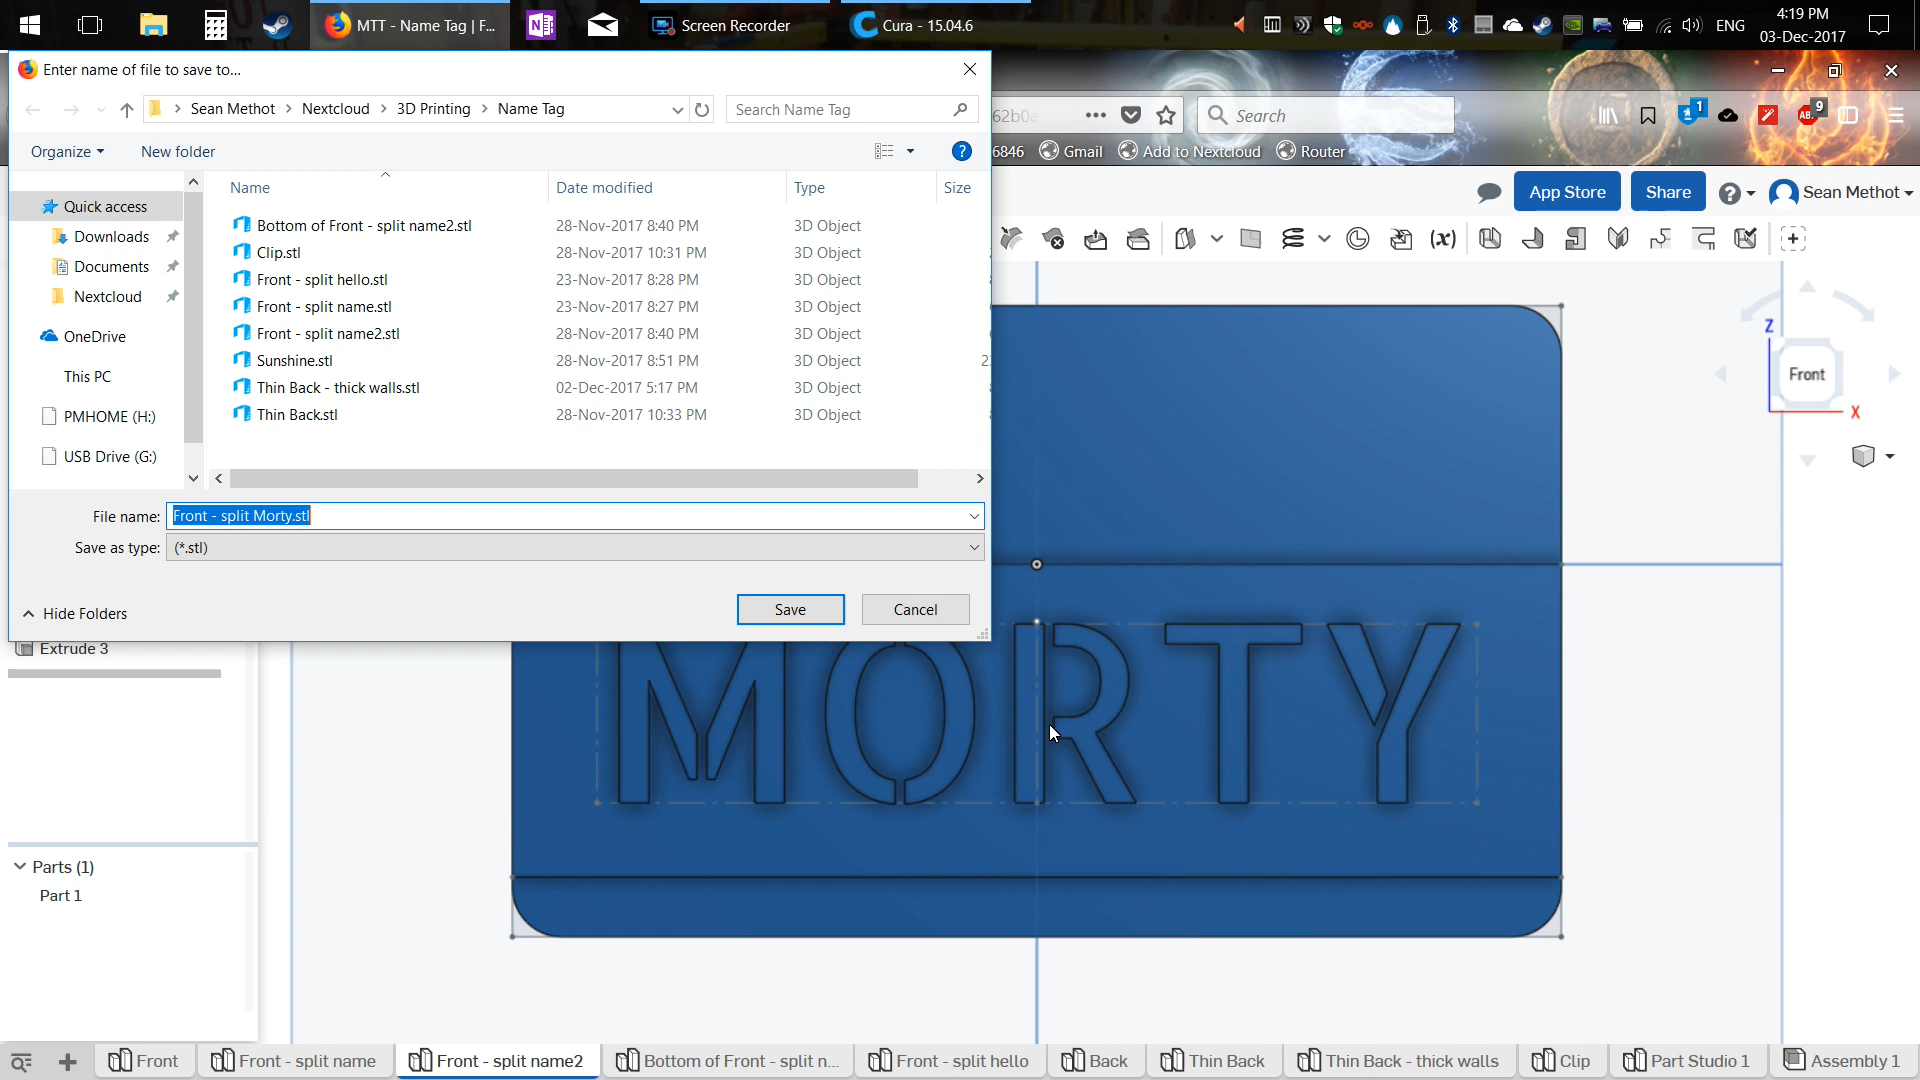 MTT - Name Tag | F...
Screen Recorder
Cura - 15.04.6
ENG
4:19 PM
03-Dec-2017
Enter name of file to save to...
Sean Methot
Nextcloud
3D Printing
Name Tag
Search Name Tag
62b0a
Search
1
9
Organize
New folder
6846
Gmail
Add to Nextcloud
Router
Name
Date modified
Type
Size
App Store
Share
Sean Methot
Quick access
Downloads
Documents
Nextcloud
OneDrive
This PC
PMHOME (H:)
USB Drive (G:)
Bottom of Front - split name2.stl 28-Nov-2017 8:40 PM 3D Object
Clip.stl 28-Nov-2017 10:31 PM 3D Object
Front - split hello.stl 23-Nov-2017 8:28 PM 3D Object
Front - split name.stl 23-Nov-2017 8:27 PM 3D Object
Front - split name2.stl 28-Nov-2017 8:40 PM 3D Object
Sunshine.stl 28-Nov-2017 8:51 PM 3D Object
Thin Back - thick walls.stl 02-Dec-2017 5:17 PM 3D Object
Thin Back.stl 28-Nov-2017 10:33 PM 3D Object
(x)
Z
Front
X
File name: Front - split Morty.stl
Save as type: (*.stl)
Hide Folders
Save
Cancel
Extrude 3
MORTY
Parts (1)
Part 1
Front
Front - split name
Front - split name2
Bottom of Front - split n...
Front - split hello
Back
Thin Back
Thin Back - thick walls
Clip
Part Studio 1
Assembly 1